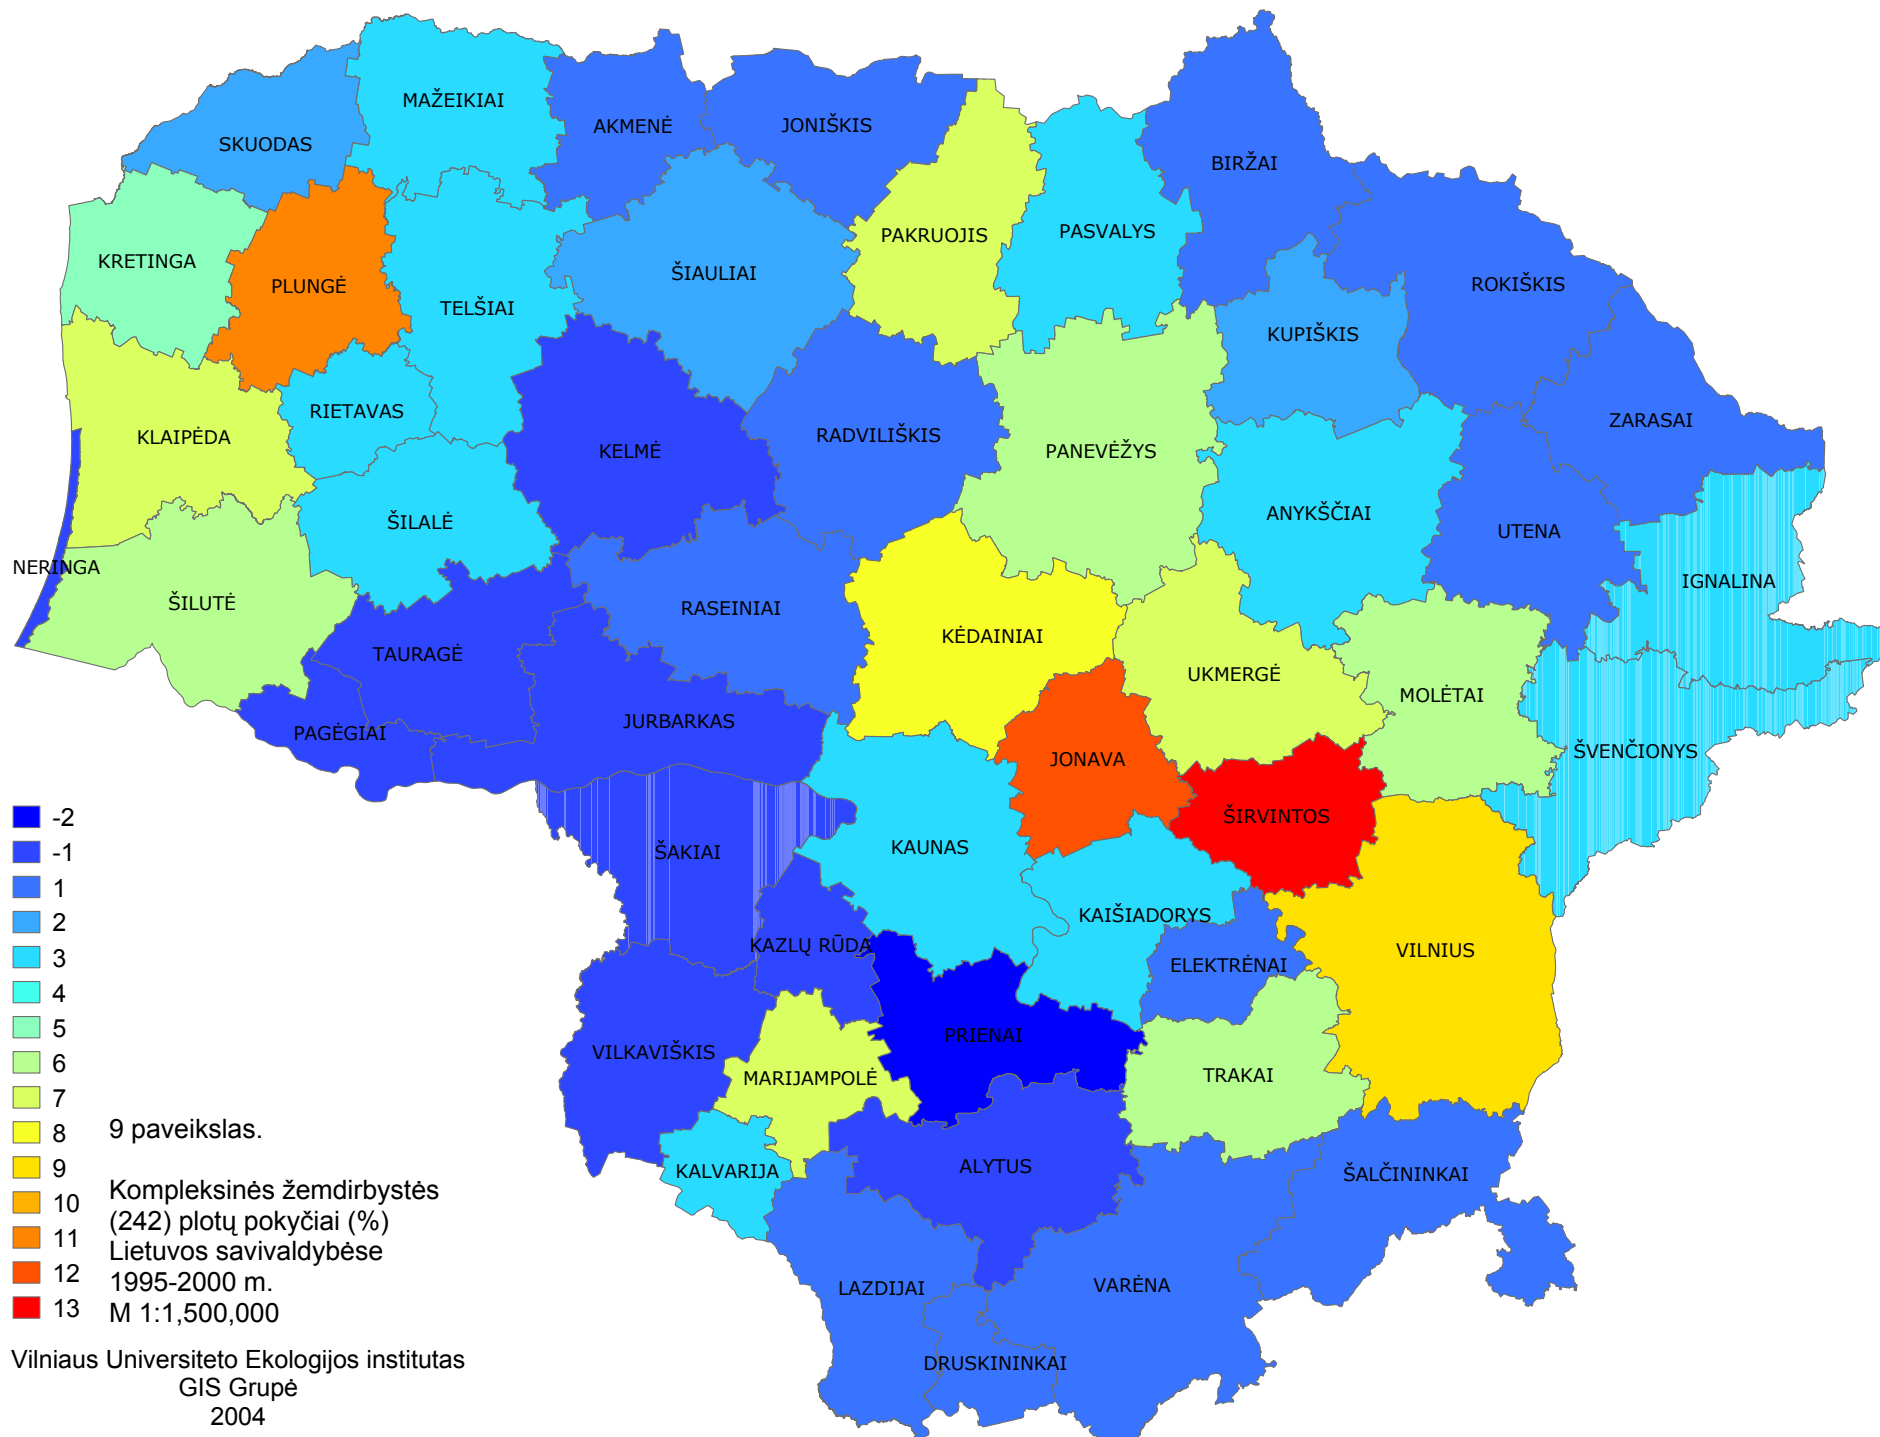 MAŽEIKIAI
AKMENĖ
JONIŠKIS
SKUODAS
BIRŽAI
KRETINGA
PLUNGĖ
TELŠIAI
ŠIAULIAI
PAKRUOJIS
PASVALYS
ROKIŠKIS
KUPIŠKIS
RIETAVAS
KLAIPĖDA
KELMĖ
RADVILIŠKIS
PANEVĖŽYS
ZARASAI
ŠILALĖ
ANYKŠČIAI
UTENA
NERINGA
ŠILUTĖ
RASEINIAI
KĖDAINIAI
IGNALINA
TAURAGĖ
UKMERGĖ
MOLĖTAI
PAGĖGIAI
JURBARKAS
JONAVA
ŠVENČIONYS
ŠIRVINTOS
ŠAKIAI
KAUNAS
KAIŠIADORYS
KAZLŲ RŪDA
ELEKTRĖNAI
VILNIUS
PRIENAI
VILKAVIŠKIS
MARIJAMPOLĖ
TRAKAI
KALVARIJA
ALYTUS
ŠALČININKAI
LAZDIJAI
VARĖNA
DRUSKININKAI
-2
-1
1
2
3
4
5
6
7
8
9
10
11
12
13
9 paveikslas.
Kompleksinės žemdirbystės
(242) plotų pokyčiai (%)
Lietuvos savivaldybėse
1995-2000 m.
M 1:1,500,000
Vilniaus Universiteto Ekologijos institutas
GIS Grupė
2004